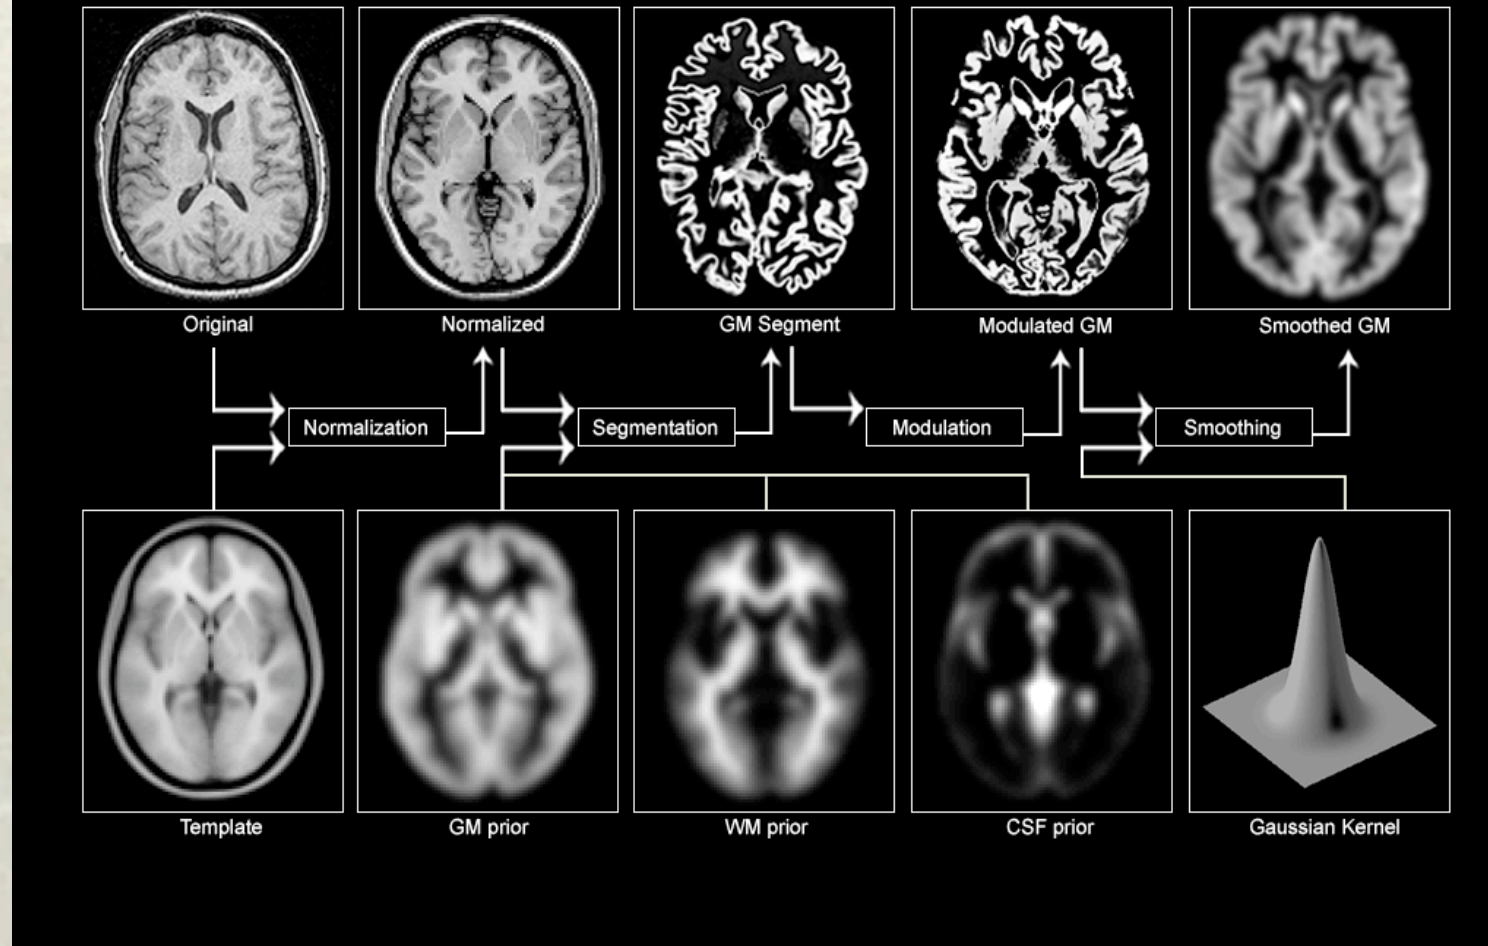 Original
Normalized
GM Segment
Modulated GM
Smoothed GM
Normalization
Segmentation
Modulation
Smoothing
Template
GM prior
WM prior
CSF prior
Gaussian Kernel